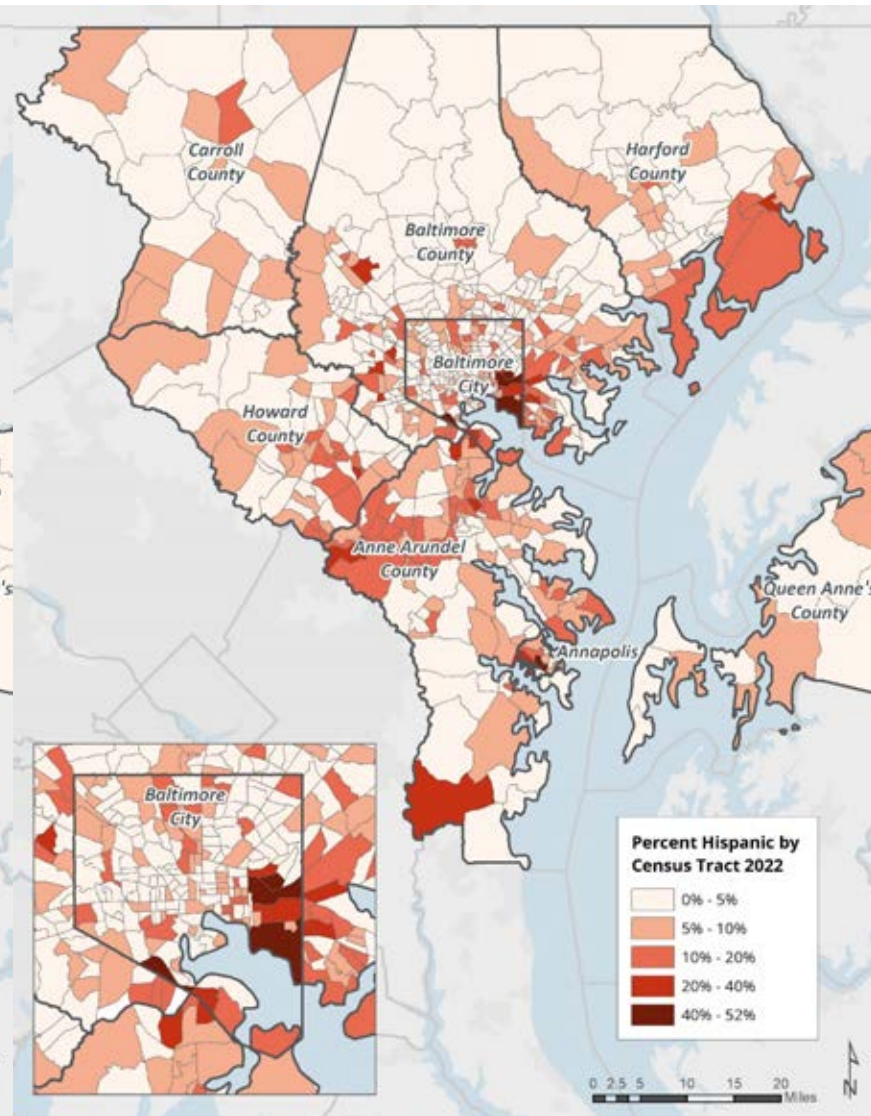 Carroll
County
Harford
County
Baltimore
County
Baltimore
City
Howard
County
Anne Arundel
County
's
Queen Anne's
County
Annapolis
Baltimore
City
Percent Hispanic by
Census Tract 2022
0% - 5%
5% - 10%
10% - 20%
20% - 40%
40% - 52%
0 2.5 5 10 15 20
Miles
N